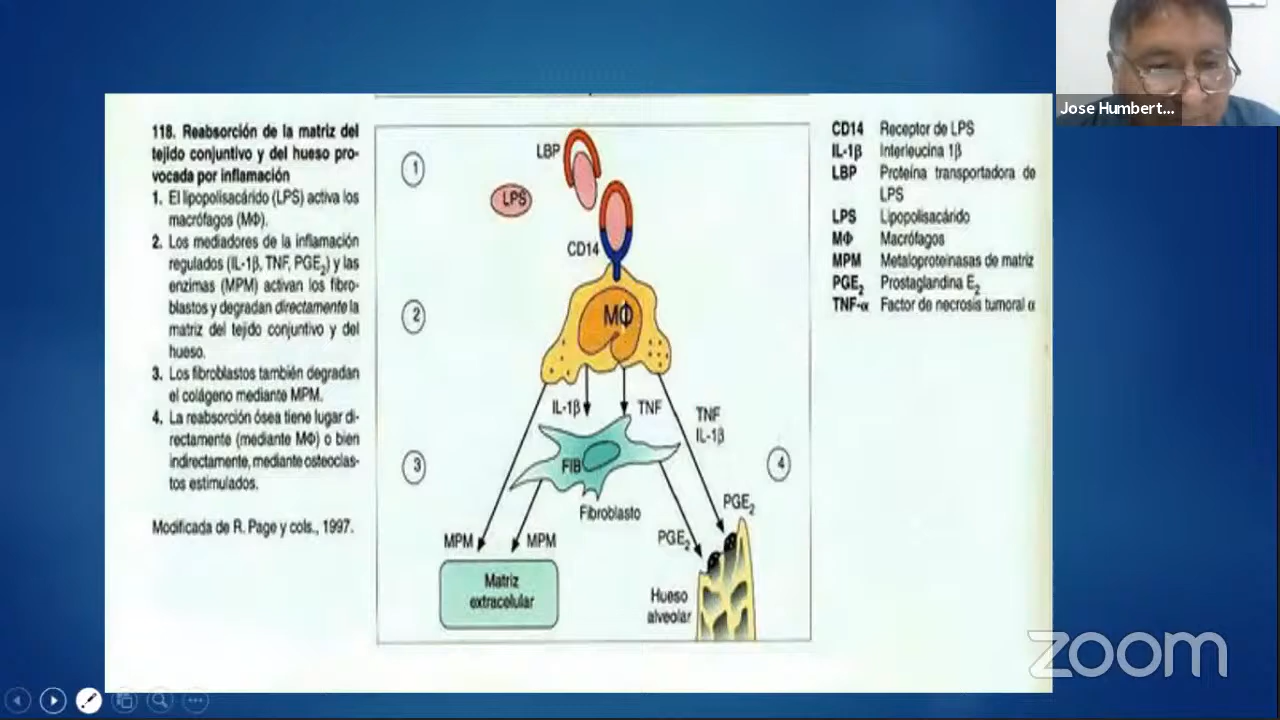 Jose Humbert...
118. Reabsorción de la matriz del
tejido conjuntivo y del hueso pro-
vocada por inflamación
1. El lipopolisacárido (LPS) activa los
macrófagos (MΦ).
2. Los mediadores de la inflamación
regulados (IL-1β, TNF, PGE2) y las
enzimas (MPM) activan los fibro-
blastos y degradan directamente la
matriz del tejido conjuntivo y del
hueso.
3. Los fibroblastos también degradan
el colágeno mediante MPM.
4. La reabsorción ósea tiene lugar di-
rectamente (mediante MΦ) o bien
indirectamente, mediante osteoclas-
tos estimulados.
Modificada de R. Page y cols., 1997.
1
LBP
LPS
CD14
2
MΦ
IL-1β
TNF
TNF
IL-1β
3
FIB
4
Fibroblasto
PGE2
MPM
MPM
PGE2
Matriz
extracelular
Hueso
alveolar
CD14 Receptor de LPS
IL-1β Interleucina 1β
LBP Proteína transportadora de
LPS
LPS Lipopolisacárido
MΦ Macrófagos
MPM Metaloproteinasas de matriz
PGE2 Prostaglandina E2
TNF-α Factor de necrosis tumoral α
zoom